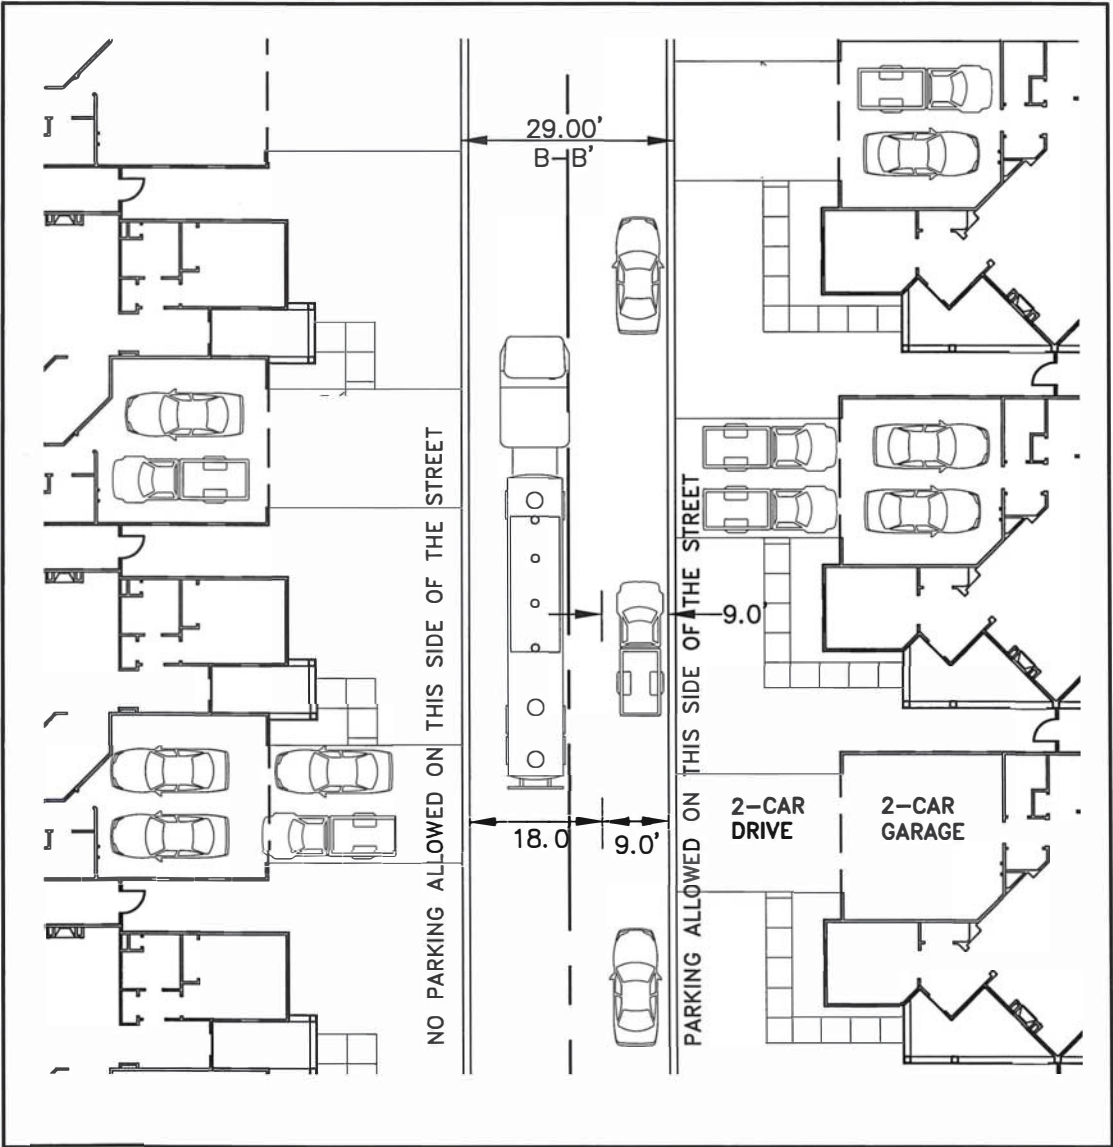 29.00'
B-B'
NO PARKING ALLOWED ON THIS SIDE OF THE STREET
PARKING ALLOWED ON THIS SIDE OF THE STREET
9.0'
18.0
9.0'
2-CAR
DRIVE
2-CAR
GARAGE